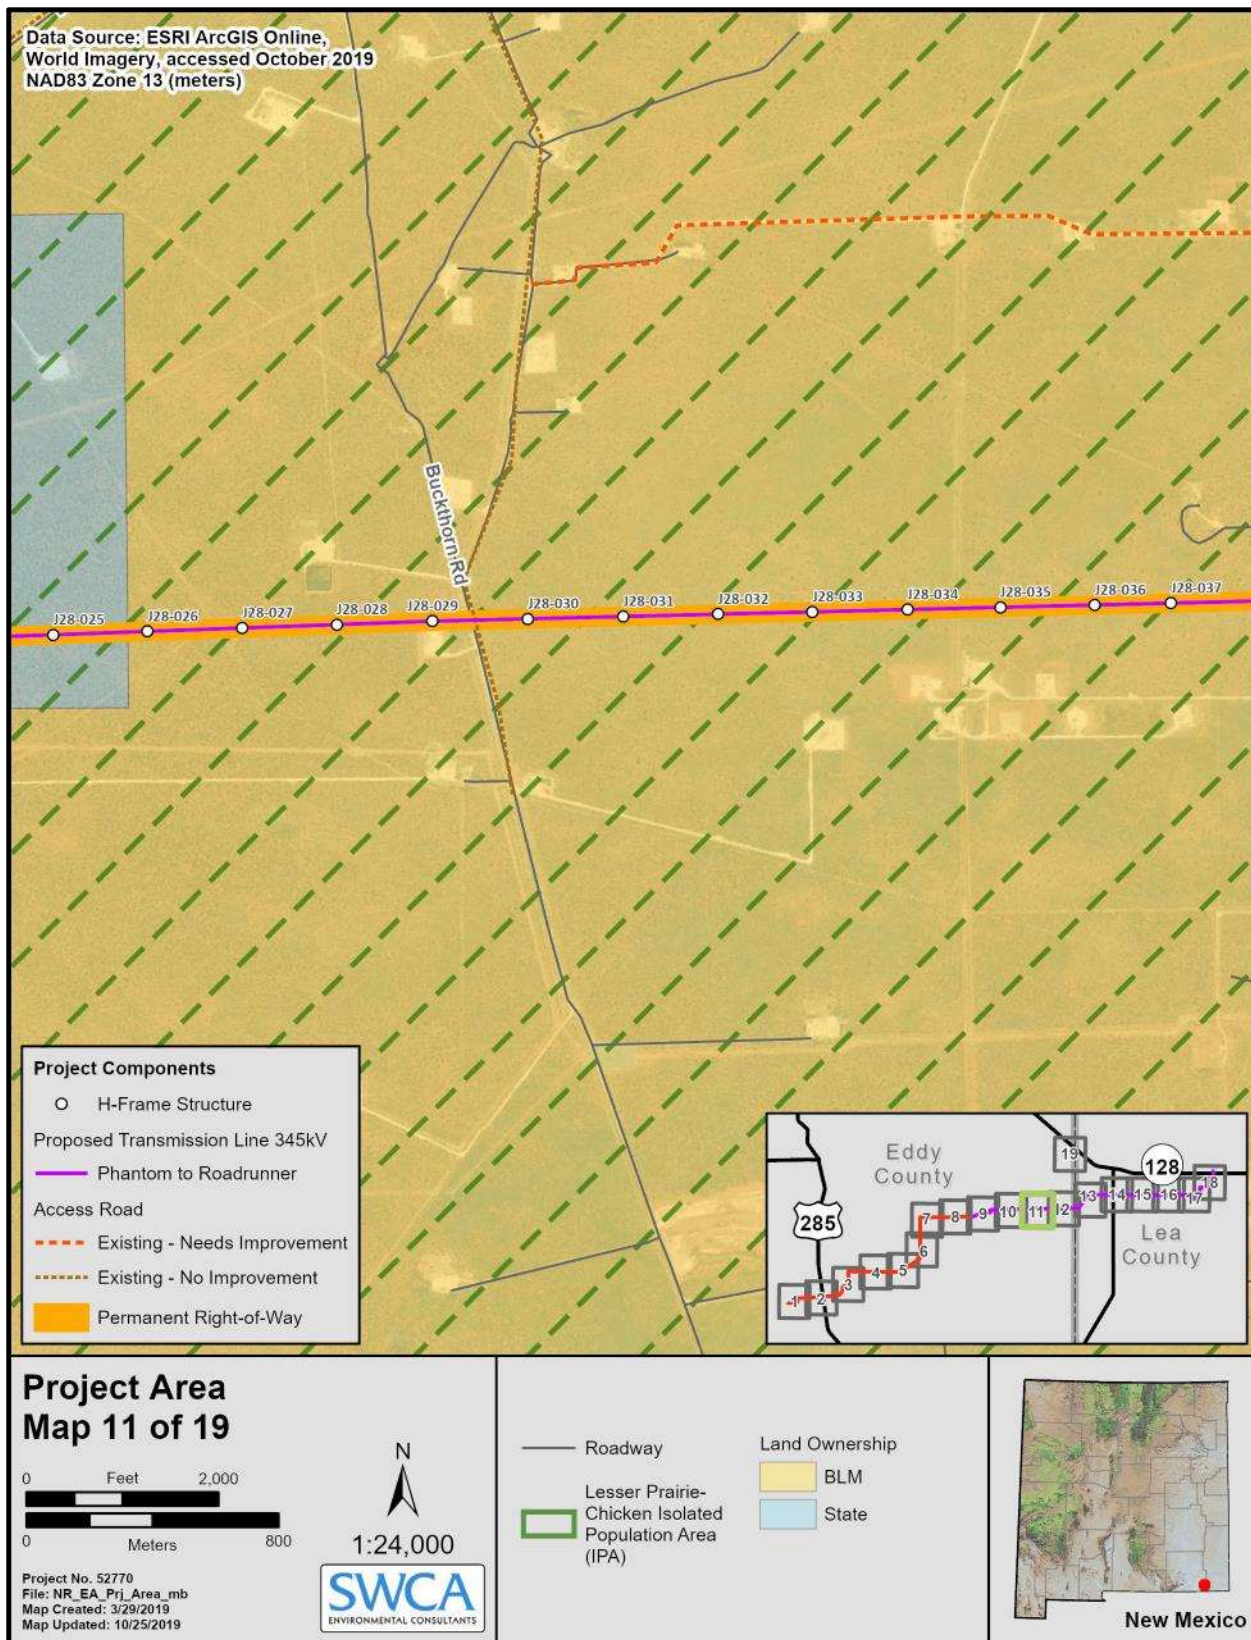 Data Source: ESRI ArcGIS Online,
World Imagery, accessed October 2019
NAD83 Zone 13 (meters)
Buckthorn Rd
J28-025
J28-026
J28-027
J28-028
J28-029
J28-030
J28-031
J28-032
J28-033
J28-034
J28-035
J28-036
J28-037
Project Components
H-Frame Structure
Proposed Transmission Line 345kV
Phantom to Roadrunner
Access Road
Existing - Needs Improvement
Existing - No Improvement
Permanent Right-of-Way
Eddy
County
285
128
Lea
County
1
2
3
4
5
6
7
8
9
10
11
12
13
14
15
16
17
18
19
Project Area
Map 11 of 19
0 Feet 2,000
0 Meters 800
N
1:24,000
Project No. 52770
File: NR_EA_Prj_Area_mb
Map Created: 3/29/2019
Map Updated: 10/25/2019
SWCA
ENVIRONMENTAL CONSULTANTS
Roadway
Lesser Prairie-
Chicken Isolated
Population Area
(IPA)
Land Ownership
BLM
State
New Mexico